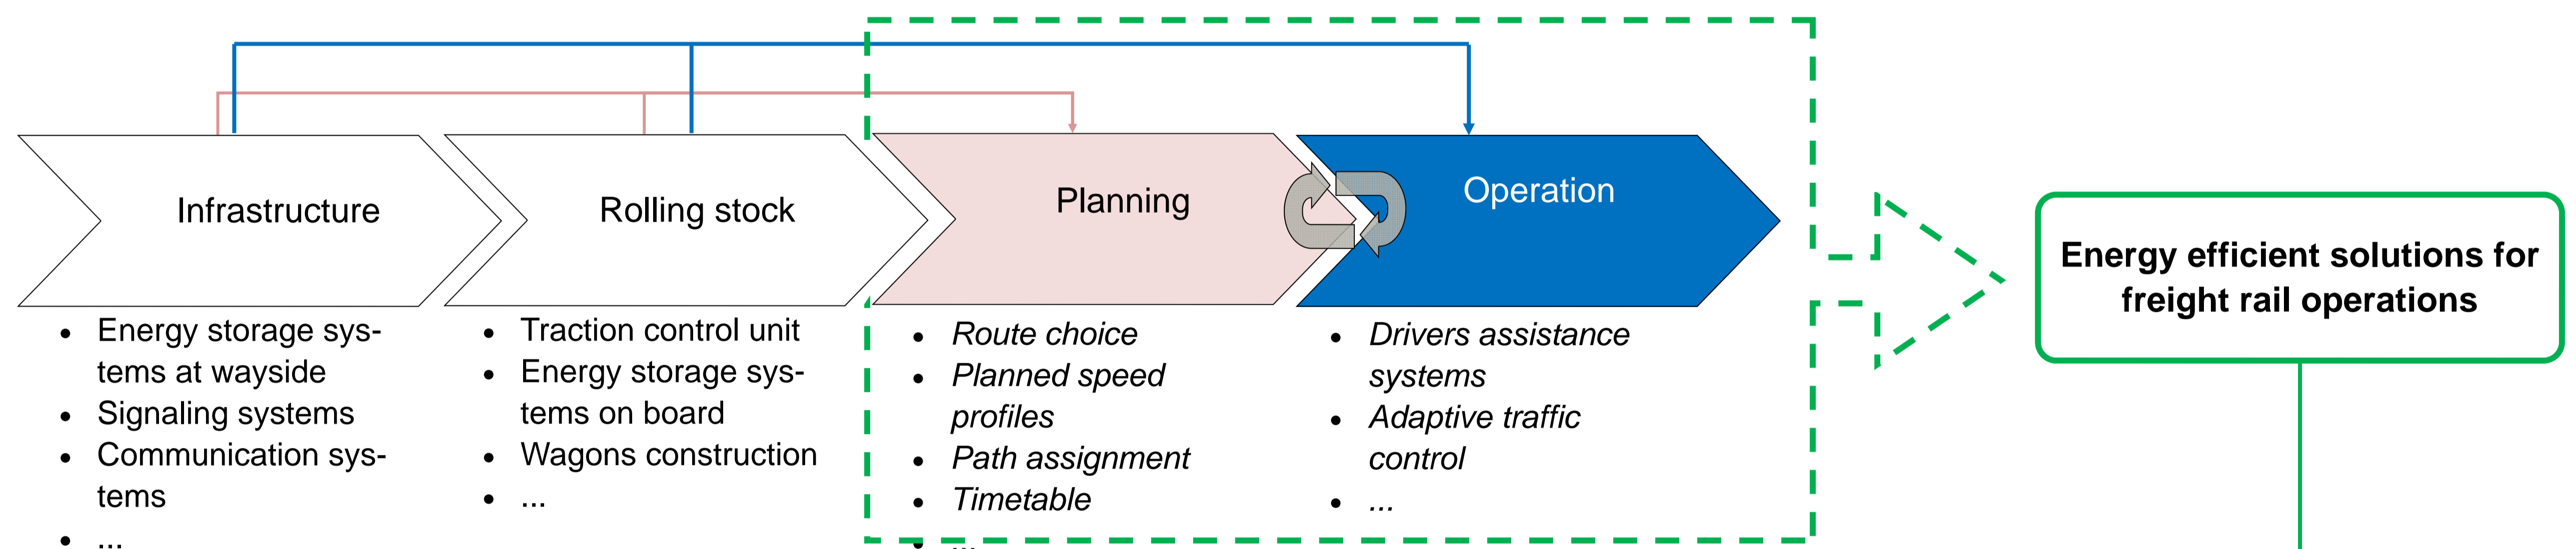 Infrastructure
Rolling stock
Planning
Operation
Energy efficient solutions for
freight rail operations
• Energy storage sys-
tems at wayside
• Signaling systems
• Communication sys-
tems
• ...
• Traction control unit
• Energy storage sys-
tems on board
• Wagons construction
• ...
• Route choice
• Planned speed
profiles
• Path assignment
• Timetable
• ...
• Drivers assistance
systems
• Adaptive traffic
control
• ...